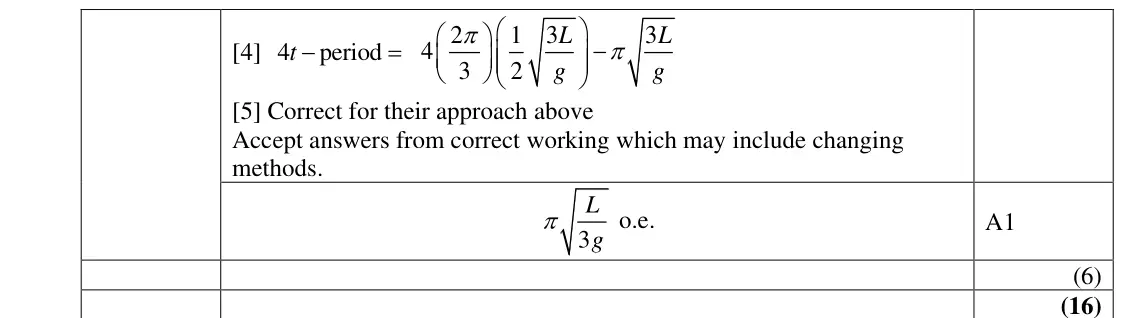 [4] 4t – period = 4(2π/3)(1/2 √(3L/g)) – π√(3L/g)
[5] Correct for their approach above
Accept answers from correct working which may include changing
methods.
π√(L/3g) o.e. A1
(6)
(16)